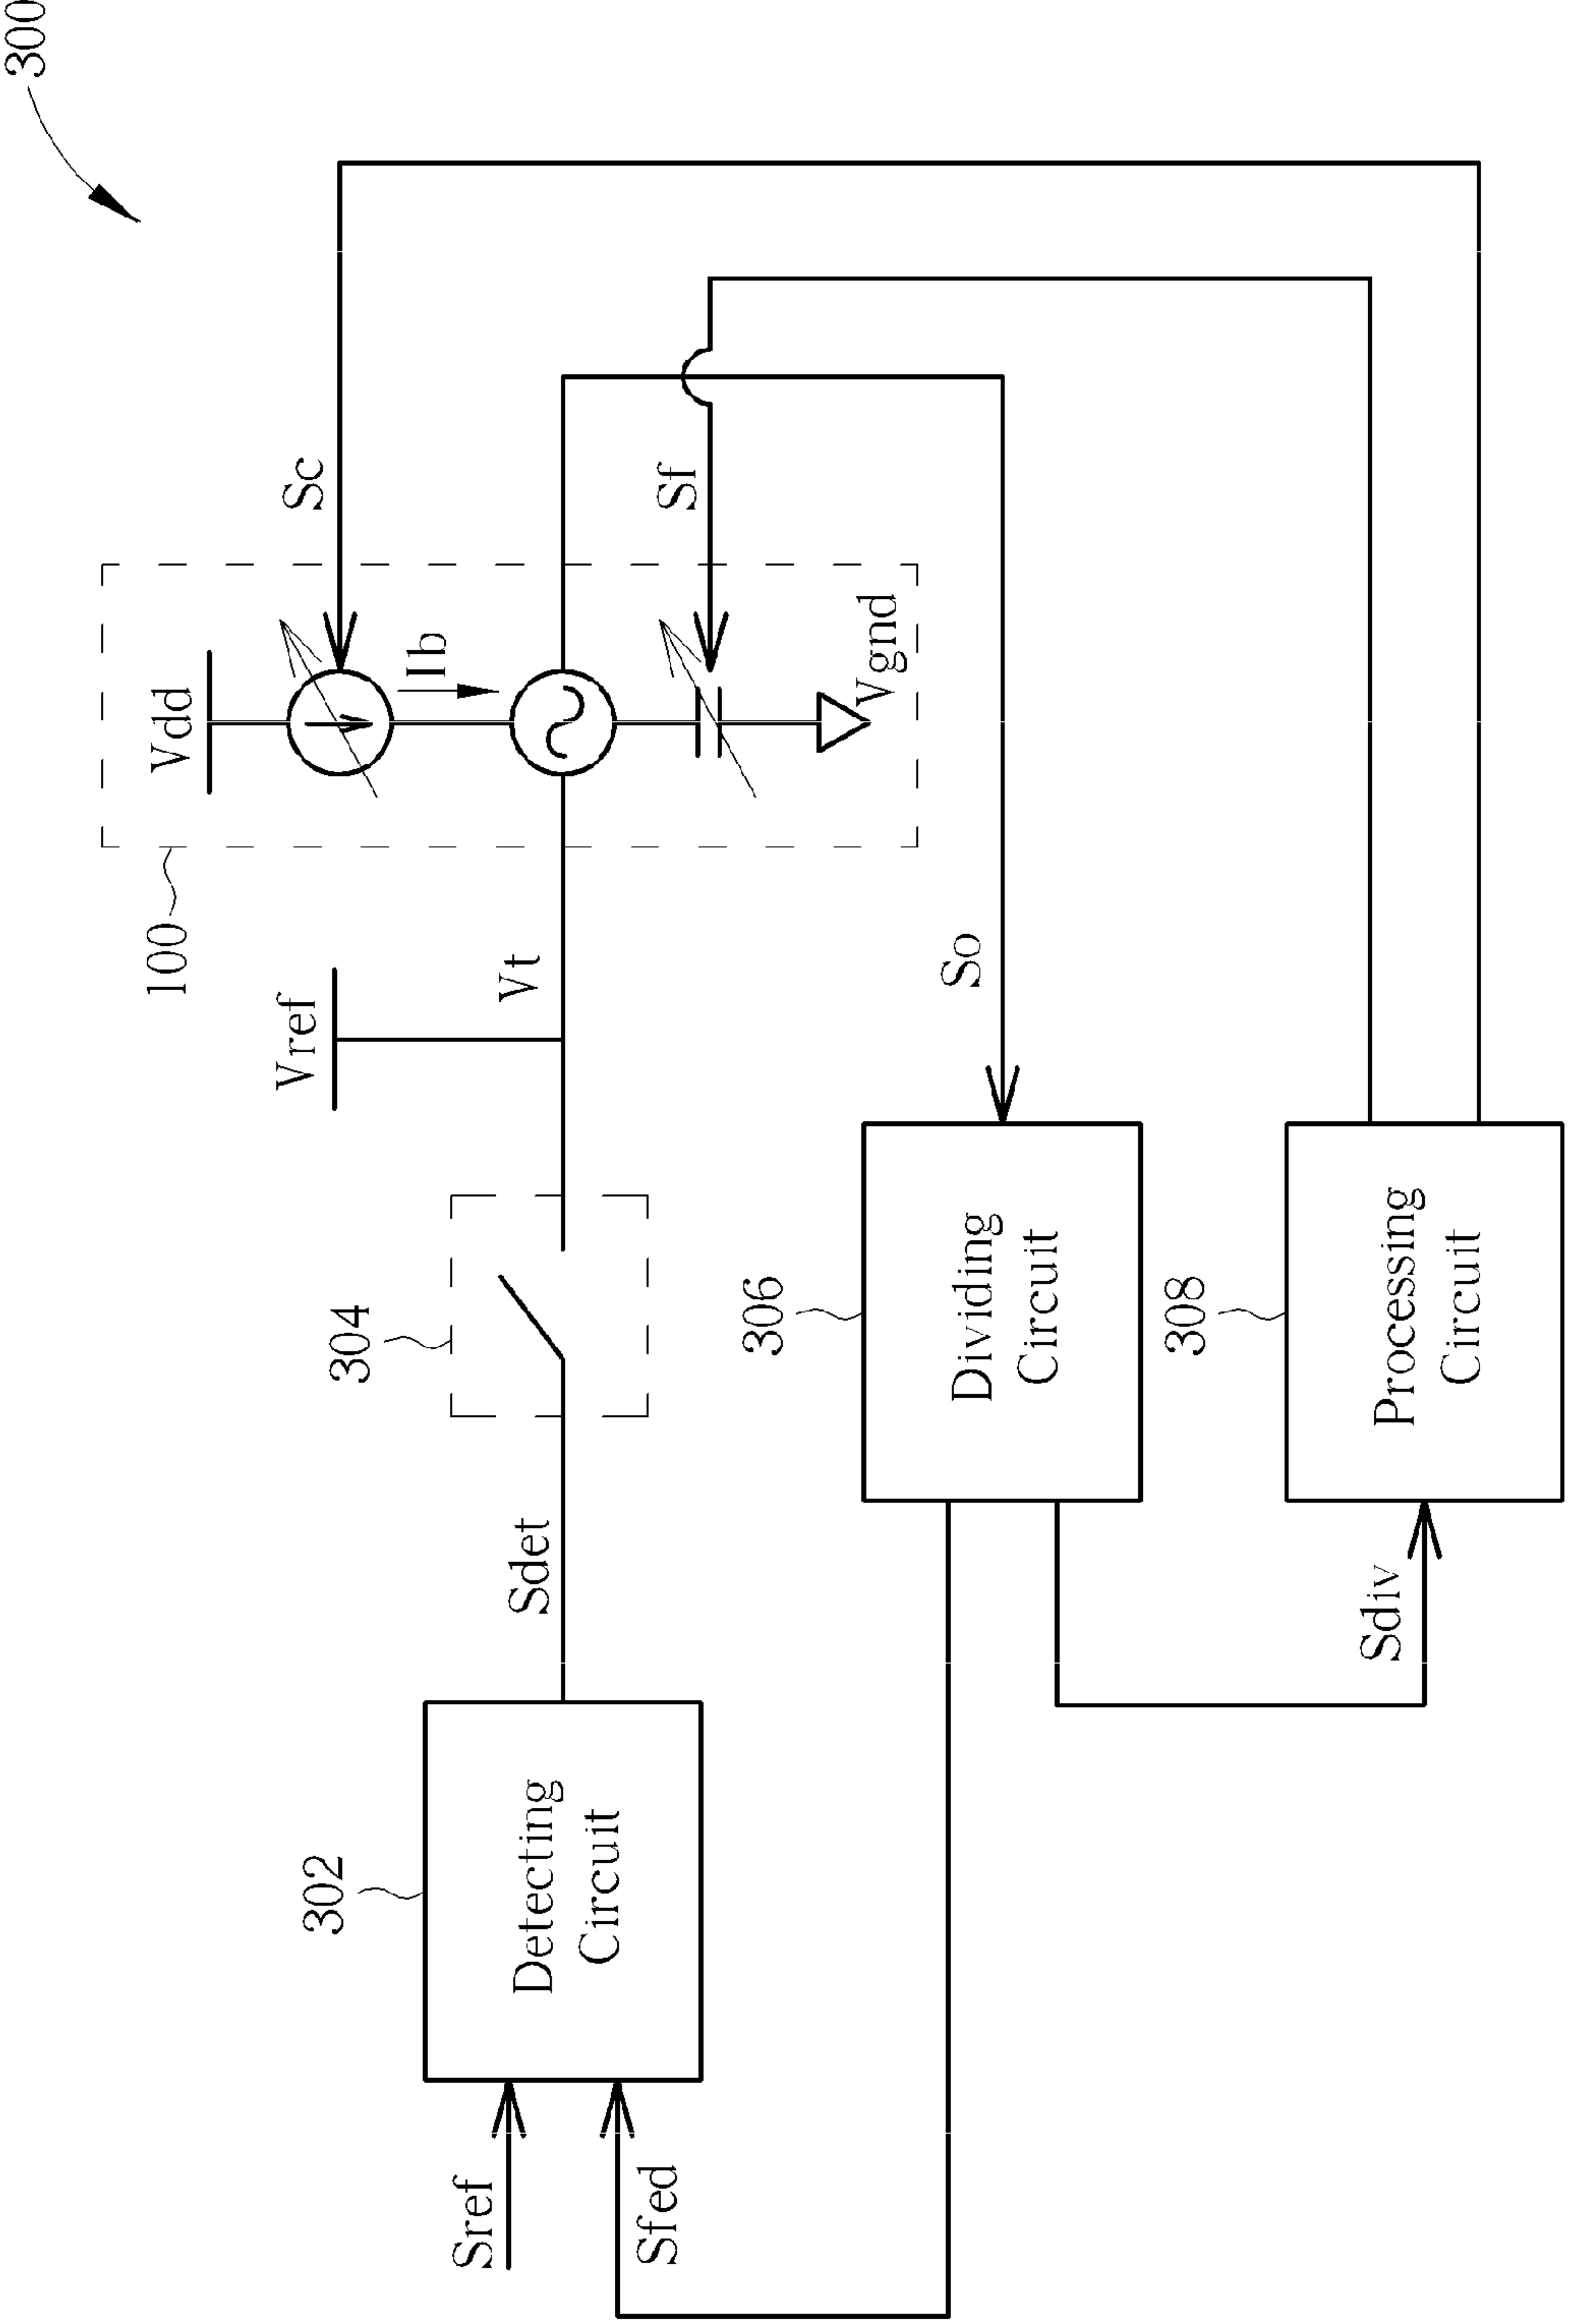 300
Vdd
Sc
Ib
Sf
Vgnd
100
Vref
Vt
304
Sdet
302
Detecting
Circuit
Sref
Sfed
So
306
Dividing
Circuit
Sdiv
308
Processing
Circuit